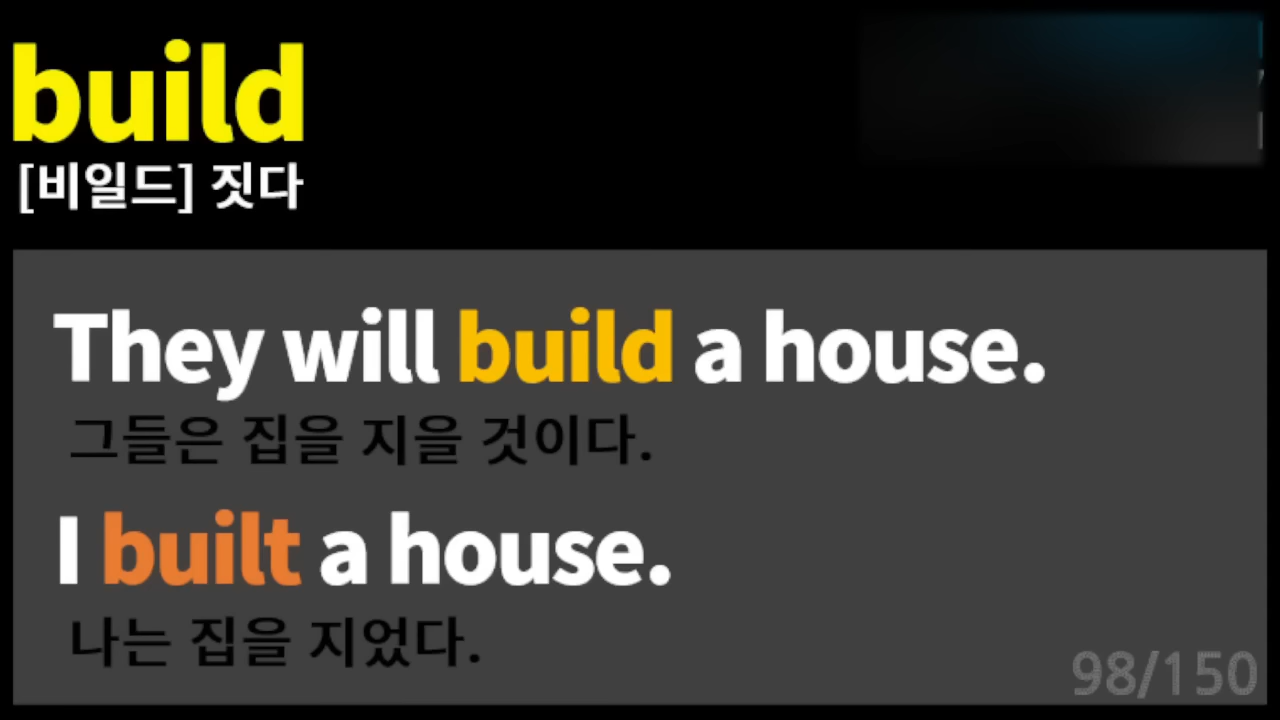 build
[비일드] 짓다
They will build a house.
그들은 집을 지을 것이다.
I built a house.
나는 집을 지었다.
98/150